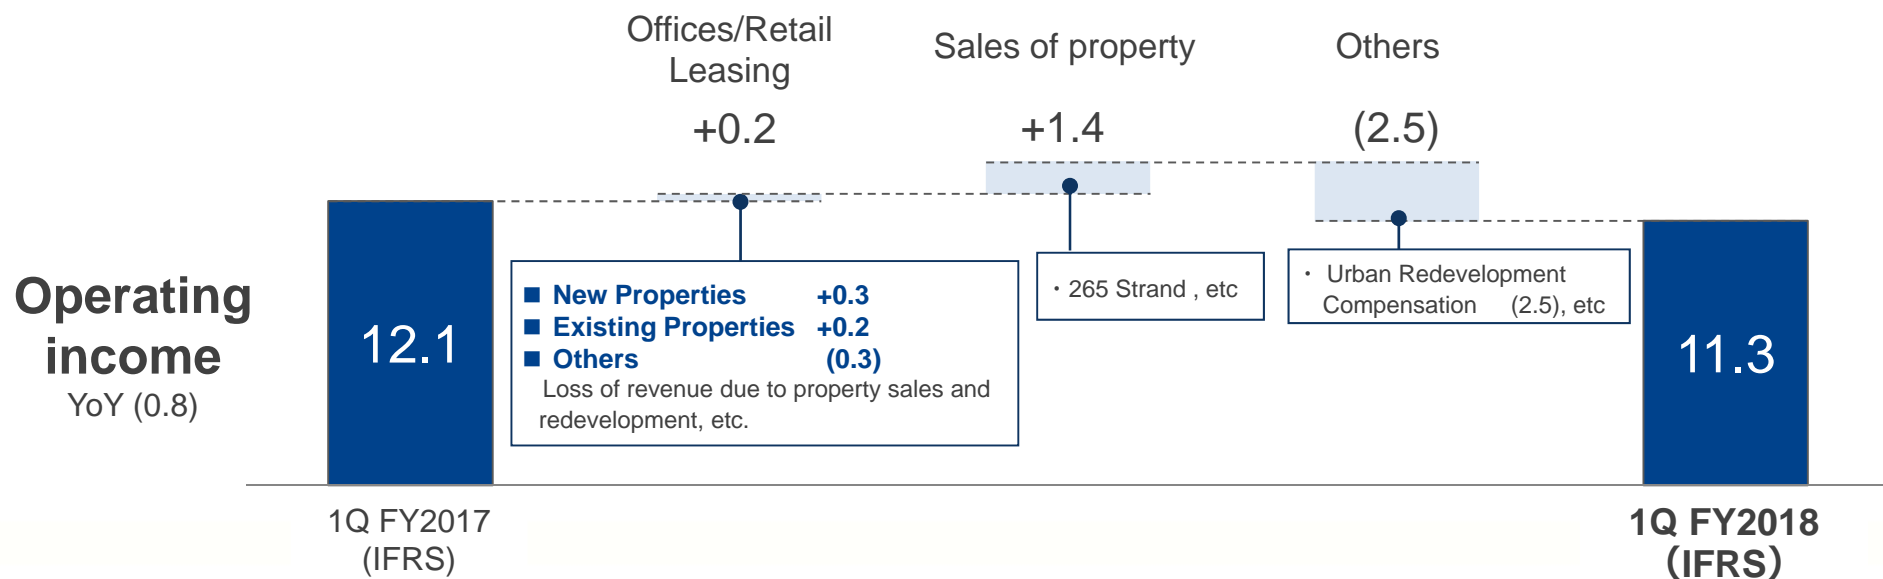 Offices/Retail
Leasing
+0.2
Sales of property
+1.4
Others
(2.5)
Operating
income
YoY (0.8)
12.1
■ New Properties +0.3
■ Existing Properties +0.2
■ Others (0.3)
Loss of revenue due to property sales and
redevelopment, etc.
・265 Strand , etc
・ Urban Redevelopment
Compensation (2.5), etc
11.3
1Q FY2017
(IFRS)
1Q FY2018
(IFRS)